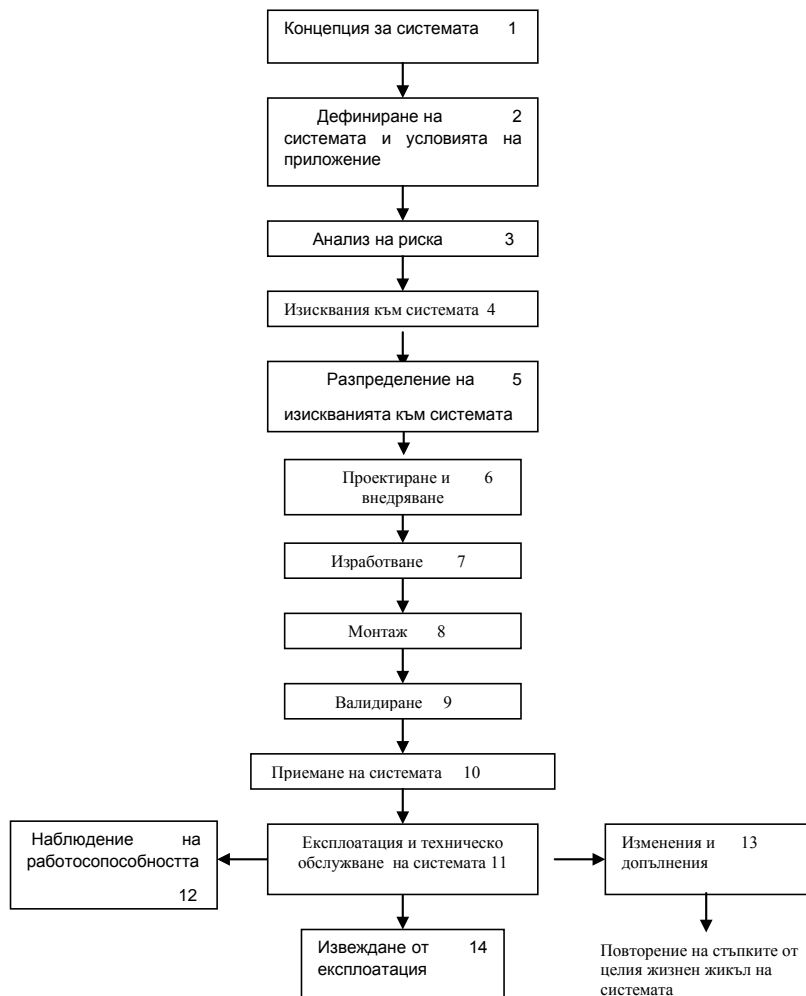 Концепция за системата 1
Дефиниране на 2
системата и условията на
приложение
Анализ на риска 3
Изисквания към системата 4
Разпределение на 5
изискванията към системата
Проектиране и 6
внедряване
Изработване 7
Монтаж 8
Валидиране 9
Приемане на системата 10
Наблюдение на
работосопособността
12
Експлоатация и техническо
обслужване на системата 11
Изменения и 13
допълнения
Извеждане от 14
експлоатация
Повторение на стъпките от
целия жизнен жикъл на
системата